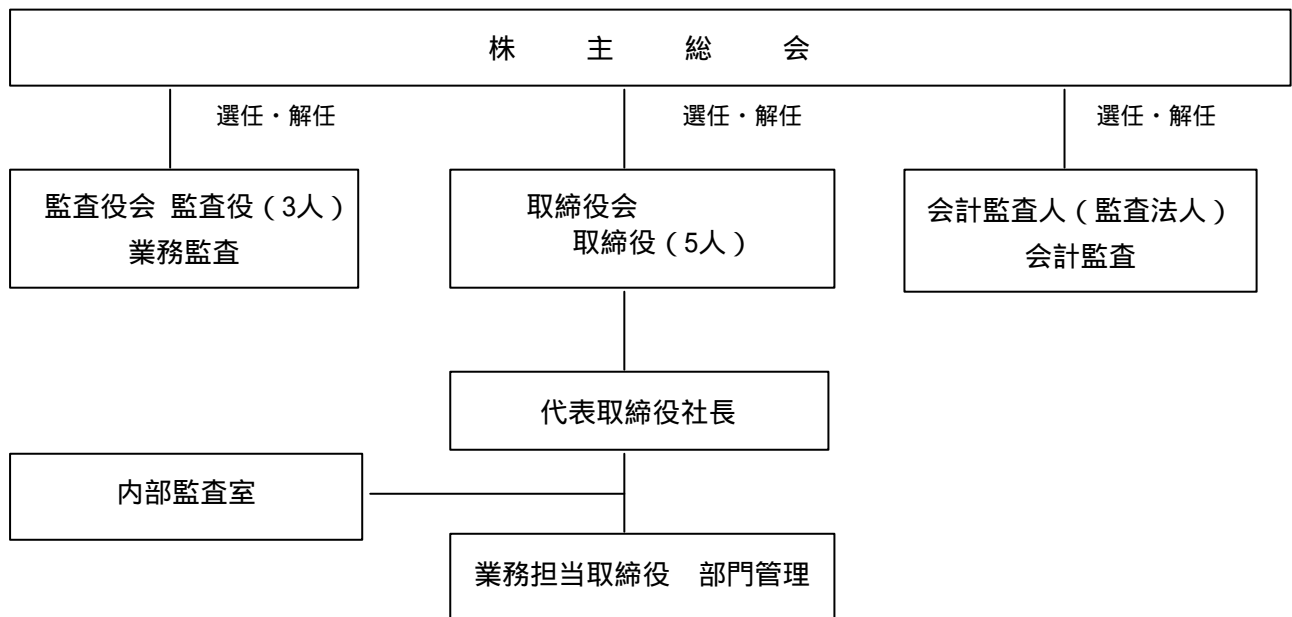 株 主 総 会
選任・解任
選任・解任
選任・解任
監査役会 監査役(3人)
業務監査
取締役会
取締役(5人)
会計監査人(監査法人)
会計監査
代表取締役社長
内部監査室
業務担当取締役 部門管理